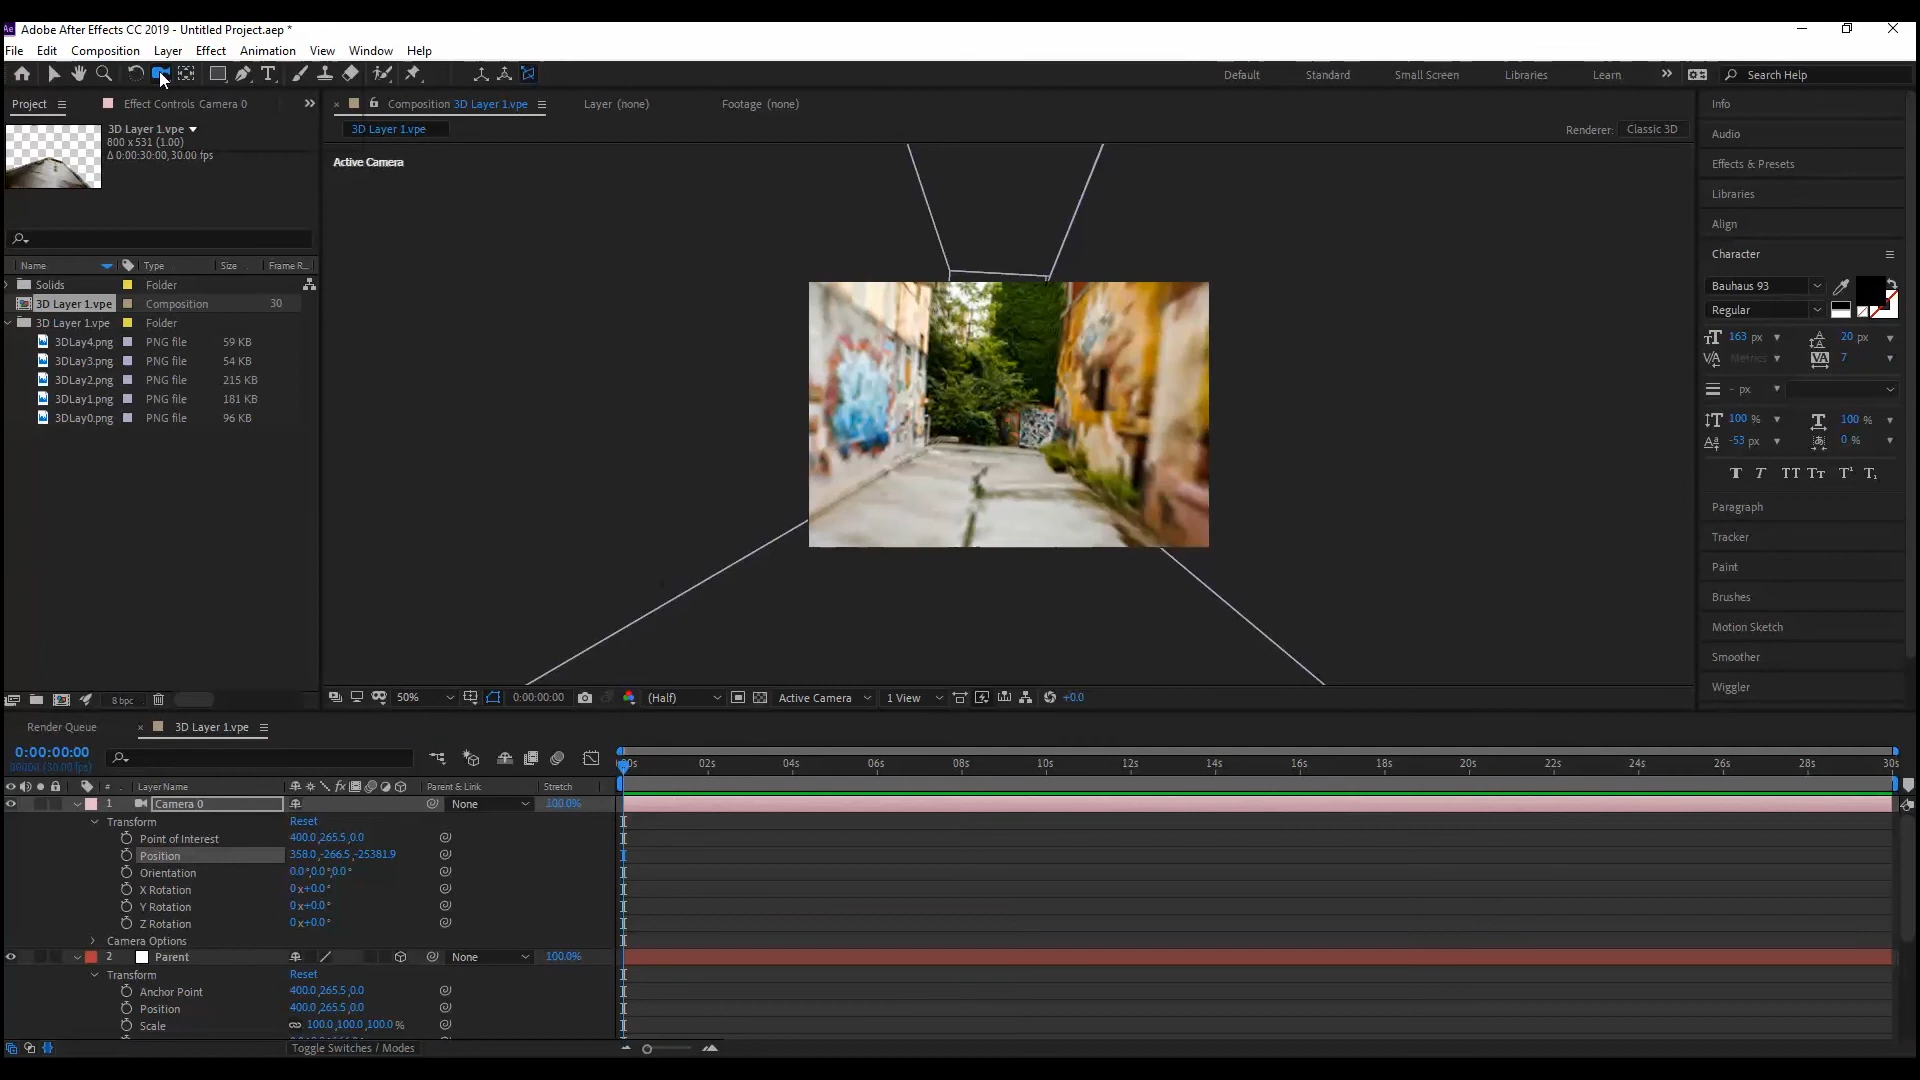 Ae Adobe After Effects CC 2019 - Untitled Project.aep *
File Edit Composition Layer Effect Animation View Window Help
Default Standard Small Screen Libraries Learn Search Help
Project Effect Controls Camera 0
3D Layer 1.vpe
800 x 531 (1.00)
Δ 0:00:30:00, 30.00 fps
Name Type Size Frame R...
Solids Folder
3D Layer 1.vpe Composition 30
3D Layer 1.vpe Folder
3DLay4.png PNG file 59 KB
3DLay3.png PNG file 54 KB
3DLay2.png PNG file 215 KB
3DLay1.png PNG file 181 KB
3DLay0.png PNG file 96 KB
8 bpc
Composition 3D Layer 1.vpe Layer (none) Footage (none)
3D Layer 1.vpe Renderer: Classic 3D
Active Camera
50% 0:00:00:00 (Half) Active Camera 1 View +0.0
Info
Audio
Effects & Presets
Libraries
Align
Character
Bauhaus 93
Regular
163 px 20 px
Metrics 7
- px
100 % 100 %
-53 px 0 %
T T TT Tt T¹ T₁
Paragraph
Tracker
Paint
Brushes
Motion Sketch
Smoother
Wiggler
Render Queue 3D Layer 1.vpe
0:00:00:00
00000 (30.00 fps)
02s 04s 06s 08s 10s 12s 14s 16s 18s 20s 22s 24s 26s 28s 30s
# Layer Name Parent & Link Stretch
1 Camera 0 None 100.0%
Transform Reset
Point of Interest 400.0,265.5,0.0
Position 358.0,-266.5,-25381.9
Orientation 0.0°,0.0°,0.0°
X Rotation 0x+0.0°
Y Rotation 0x+0.0°
Z Rotation 0x+0.0°
Camera Options
2 Parent None 100.0%
Transform Reset
Anchor Point 400.0,265.5,0.0
Position 400.0,265.5,0.0
Scale 100.0,100.0,100.0%
Toggle Switches / Modes